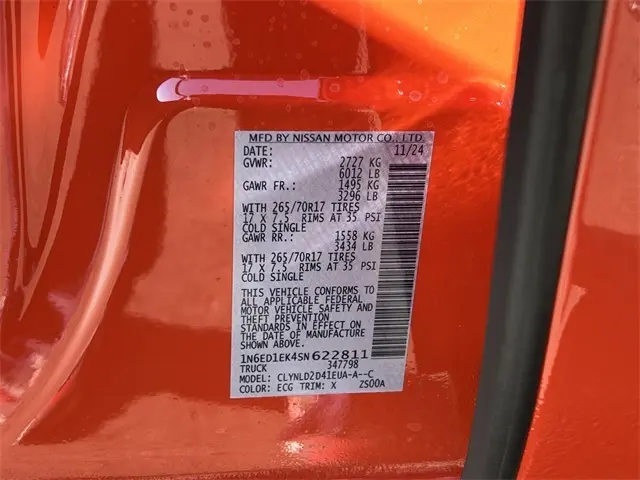 MFD BY NISSAN MOTOR CO., LTD.
DATE: 11/24
GVWR: 2727 KG
6012 LB
GAWR FR.: 1495 KG
3296 LB
WITH 265/70R17 TIRES
17 X 7.5 RIMS AT 35 PSI
COLD SINGLE
GAWR RR.: 1558 KG
3434 LB
WITH 265/70R17 TIRES
17 X 7.5 RIMS AT 35 PSI
COLD SINGLE
THIS VEHICLE CONFORMS TO
ALL APPLICABLE FEDERAL
MOTOR VEHICLE SAFETY AND
THEFT PREVENTION
STANDARDS IN EFFECT ON
THE DATE OF MANUFACTURE
SHOWN ABOVE.
1N6ED1EK4SN622811
TRUCK 347798
MODEL: CLYNLD2D41EUA-A--C
COLOR: ECG TRIM: X ZS00A